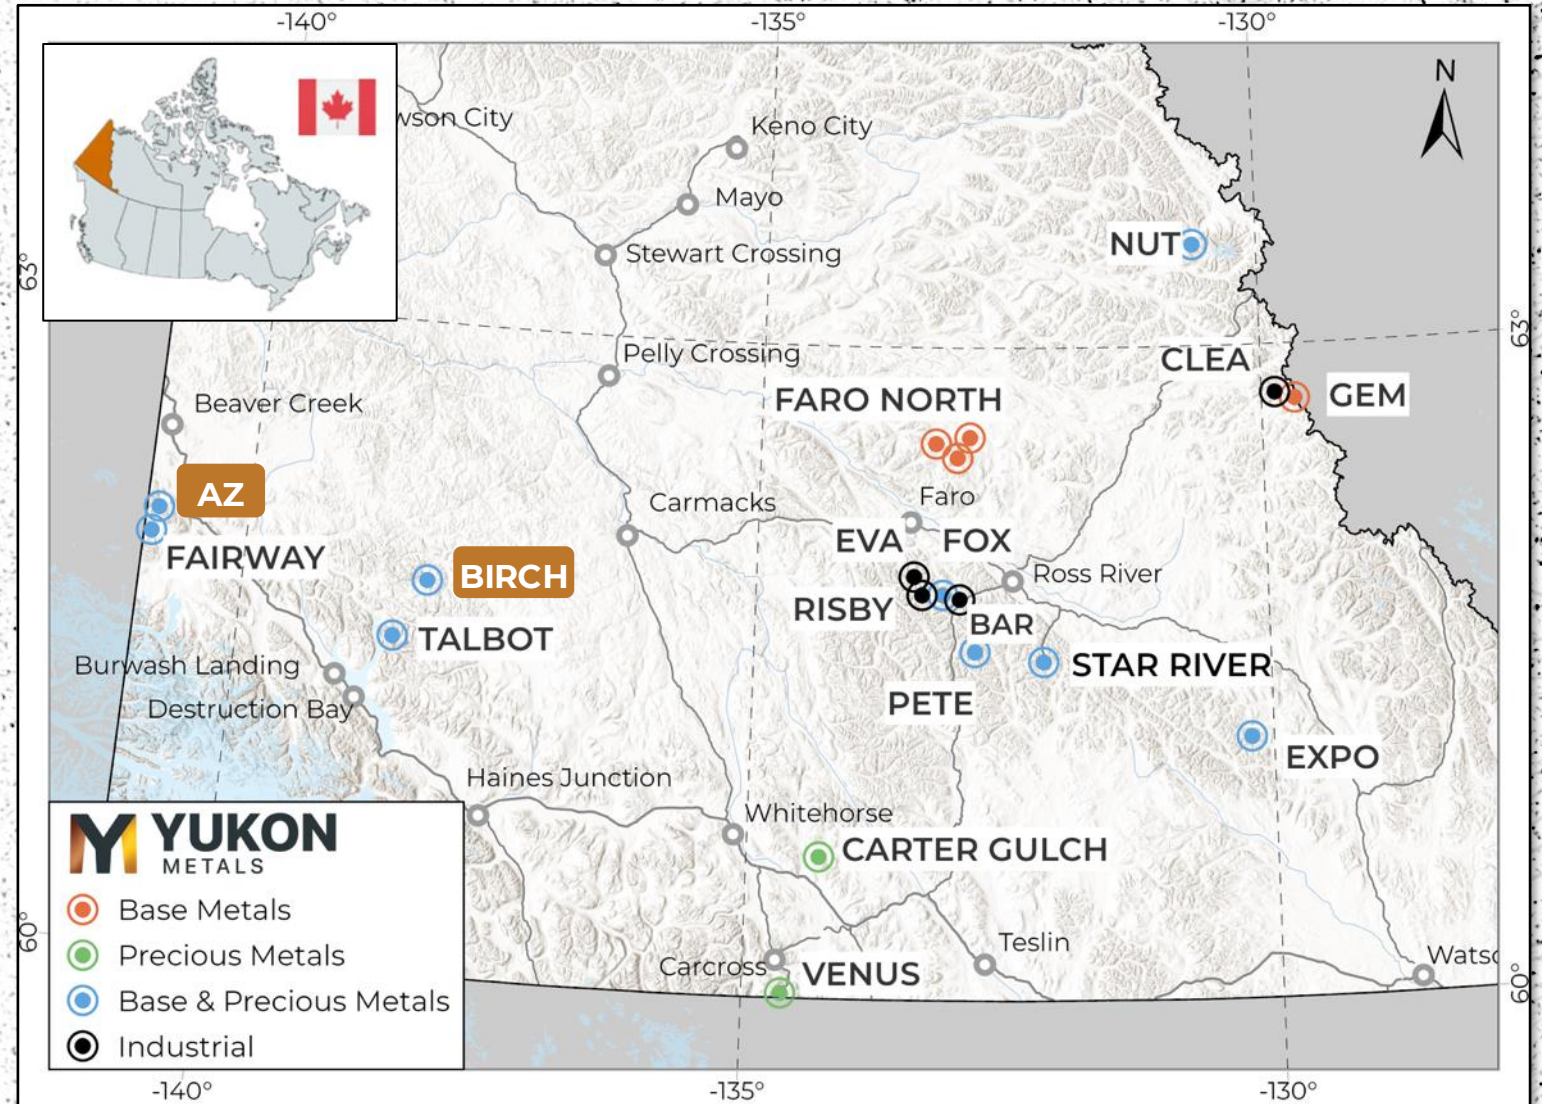 -140°
-135°
-130°
N
wson City
Keno City
Mayo
Stewart Crossing
NUT
63°
63°
Pelly Crossing
CLEA
GEM
Beaver Creek
FARO NORTH
AZ
Carmacks
Faro
FAIRWAY
EVA
FOX
BIRCH
Ross River
RISBY
BAR
TALBOT
Burwash Landing
STAR RIVER
Destruction Bay
PETE
EXPO
Haines Junction
Whitehorse
CARTER GULCH
YUKON
METALS
Base Metals
Precious Metals
Base & Precious Metals
Industrial
60°
Teslin
Carcross
VENUS
Watso
60°
-140°
-135°
-130°